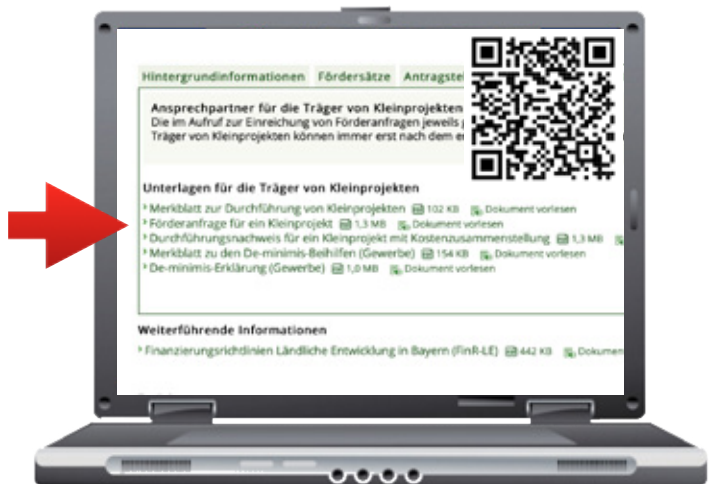 Hintergrundinformationen Fördersätze
Ansprechpartner für die Träger von Kleinprojekten
Die im Aufruf zur Einreichung von Förderanfragen jeweils
Träger von Kleinprojekten können immer erst nach dem
Unterlagen für die Träger von Kleinprojekten
Merkblatt zur Durchführung von Kleinprojekten 102 KB Dokument vorlesen
Förderanfrage für ein Kleinprojekt 1,3 MB Dokument vorlesen
Durchführungsnachweis für ein Kleinprojekt mit Kostenzusammenstellung 1,3 MB
Merkblatt zu den De-minimis-Beihilfen (Gewerbe) 154 KB Dokument vorlesen
De-minimis-Erklärung (Gewerbe) 1,0 MB Dokument vorlesen
Weiterführende Informationen
Finanzierungsrichtlinien Ländliche Entwicklung in Bayern (FinR-LE) 442 KB